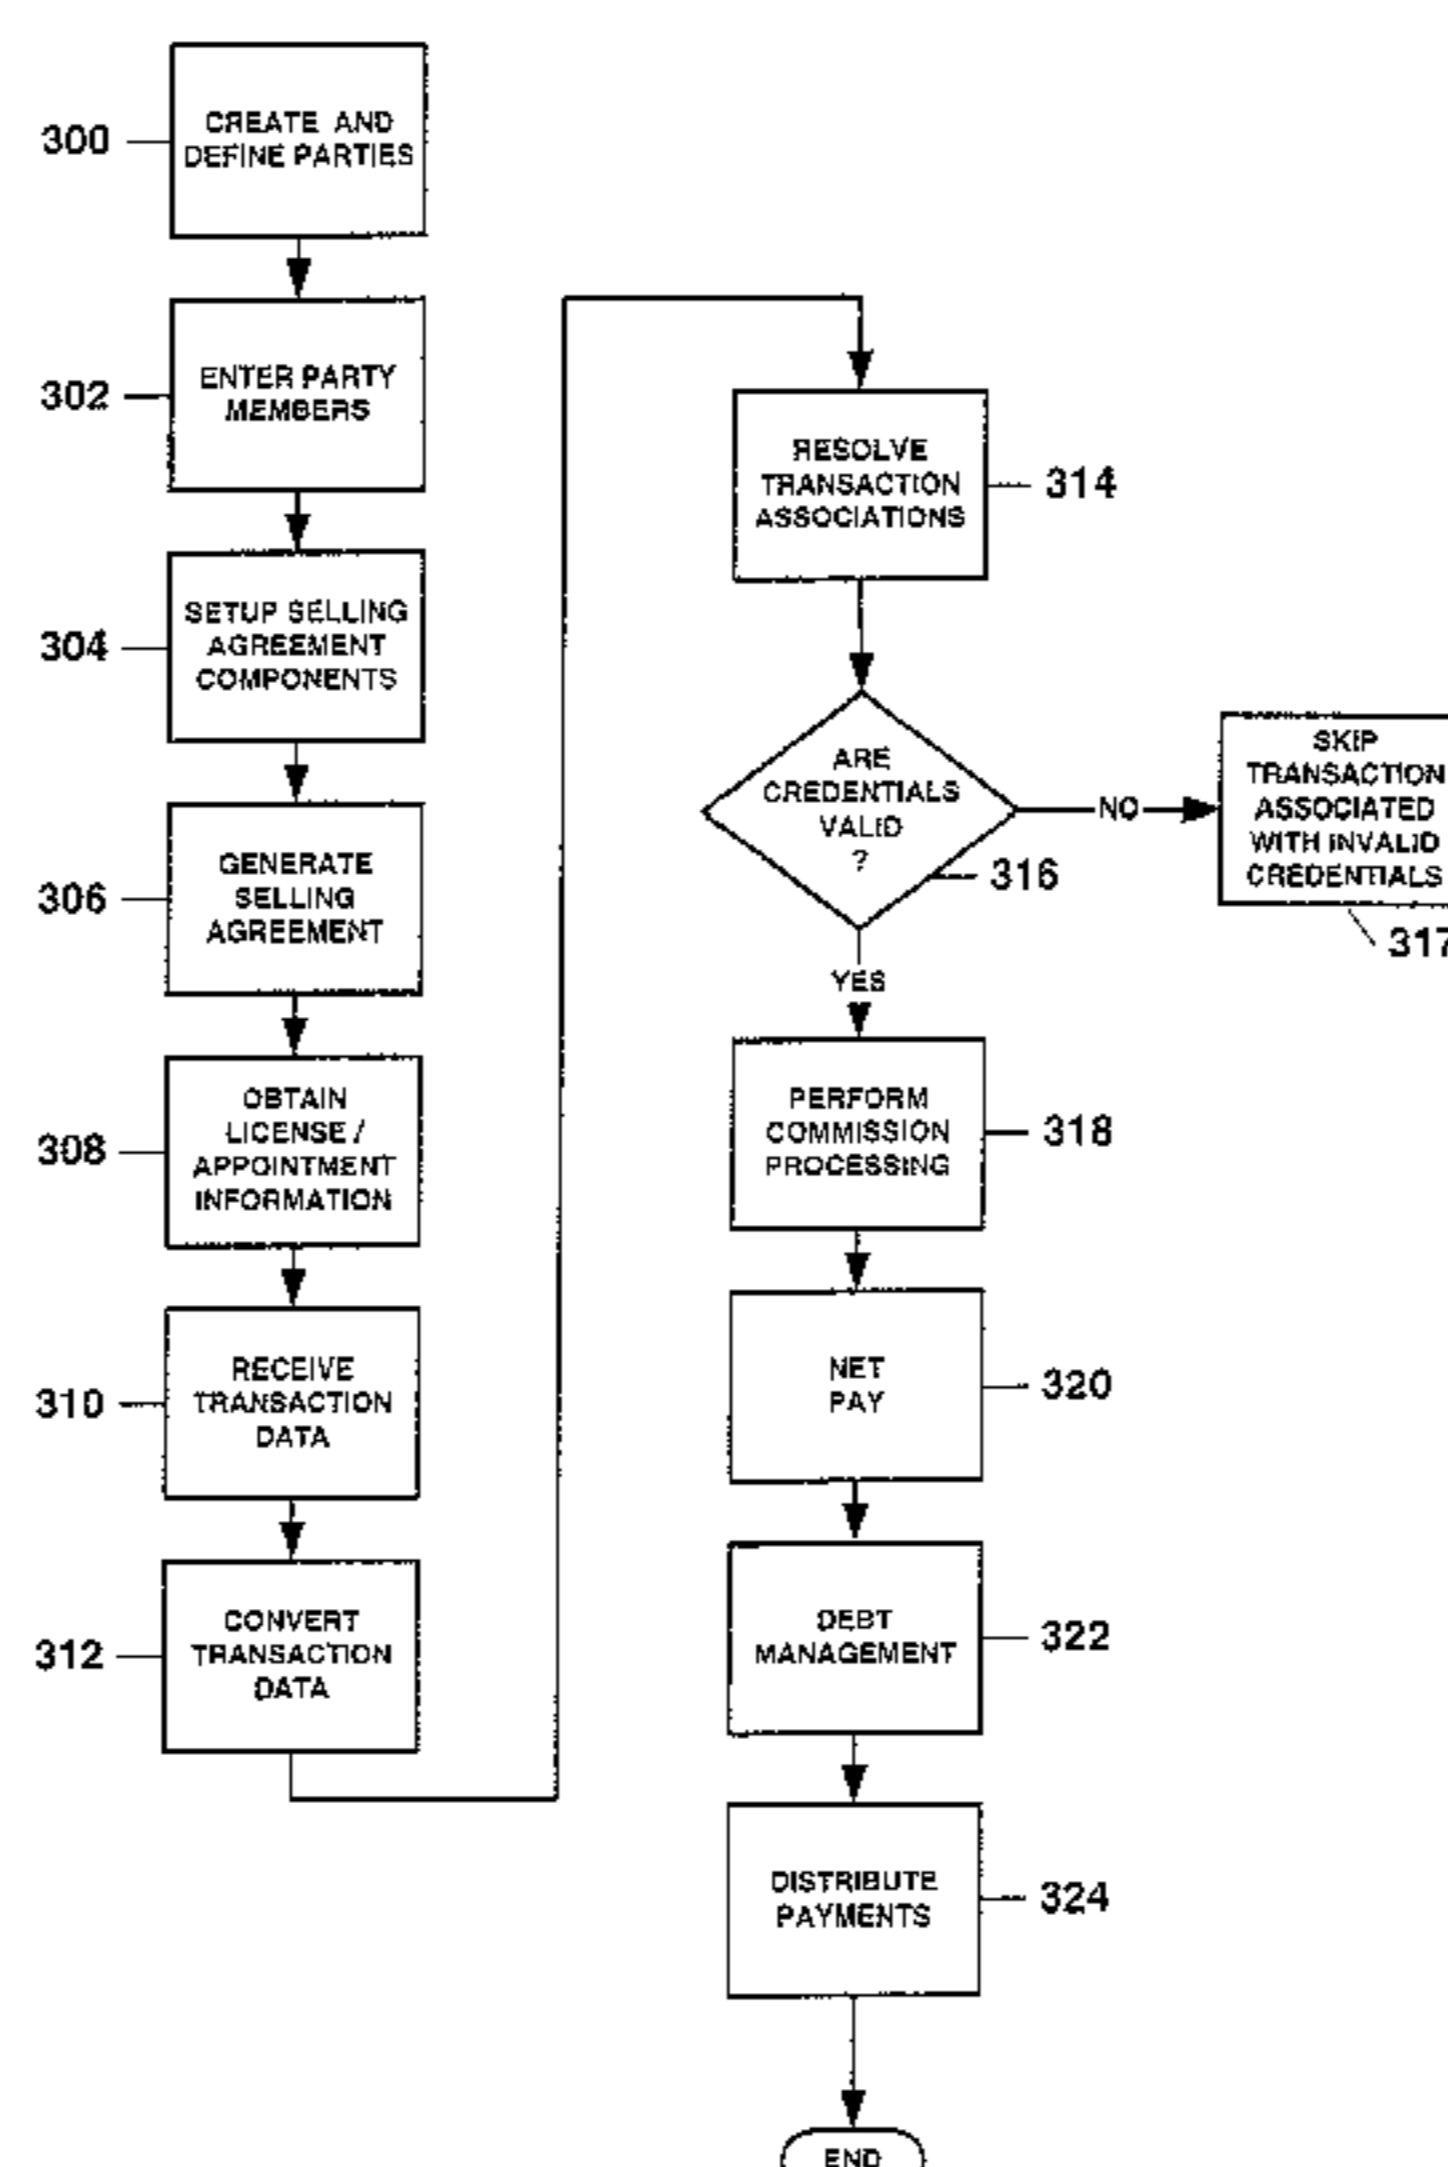 300
CREATE AND
DEFINE PARTIES
302
ENTER PARTY
MEMBERS
304
SETUP SELLING
AGREEMENT
COMPONENTS
306
GENERATE
SELLING
AGREEMENT
308
OBTAIN
LICENSE /
APPOINTMENT
INFORMATION
310
RECEIVE
TRANSACTION
DATA
312
CONVERT
TRANSACTION
DATA
RESOLVE
TRANSACTION
ASSOCIATIONS
314
ARE
CREDENTIALS
VALID
?
316
NO
SKIP
TRANSACTION
ASSOCIATED
WITH INVALID
CREDENTIALS
317
YES
PERFORM
COMMISSION
PROCESSING
318
NET
PAY
320
DEBT
MANAGEMENT
322
DISTRIBUTE
PAYMENTS
324
END